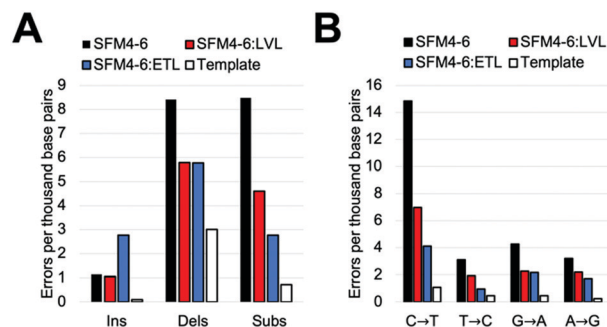 A
SFM4-6 SFM4-6:LVL
SFM4-6:ETL Template
Errors per thousand base pairs
9
8
7
6
5
4
3
2
1
0
Ins Dels Subs
B
SFM4-6 SFM4-6:LVL
SFM4-6:ETL Template
Errors per thousand base pairs
16
14
12
10
8
6
4
2
0
C→T T→C G→A A→G